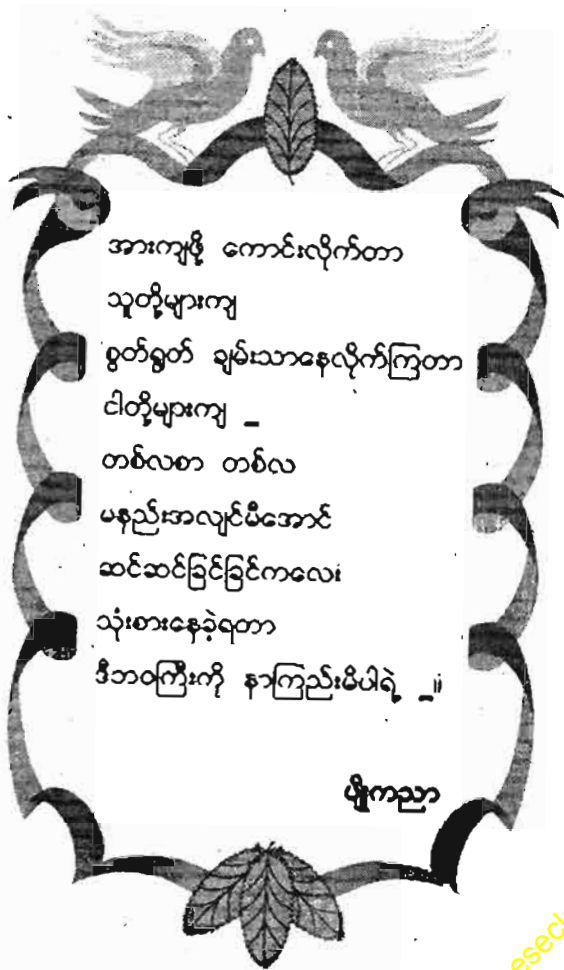 အားကျဖို့ ကောင်းလိုက်တာ
သူတို့များကျ
စွတ်ရွတ် ချမ်းသာနေလိုက်ကြတာ
ငါတို့များကျ _
တစ်လစာ တစ်လ
မနည်းအလျင်မီအောင်
ဆင်ဆင်ခြင်ခြင်ကလေး
သုံးစားနေခဲ့ရတာ
ဒီဘဝကြီးကို နာကြည်းမိပါရဲ့ _။
ပျိုကညာ